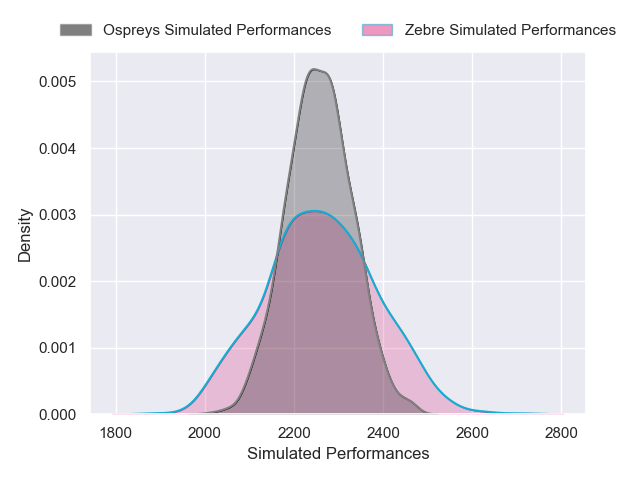 Ospreys Simulated Performances Zebre Simulated Performances
0.005
0.004
0.003
0.002
0.001
0.000
Density
1800 2000 2200 2400 2600 2800
Simulated Performances